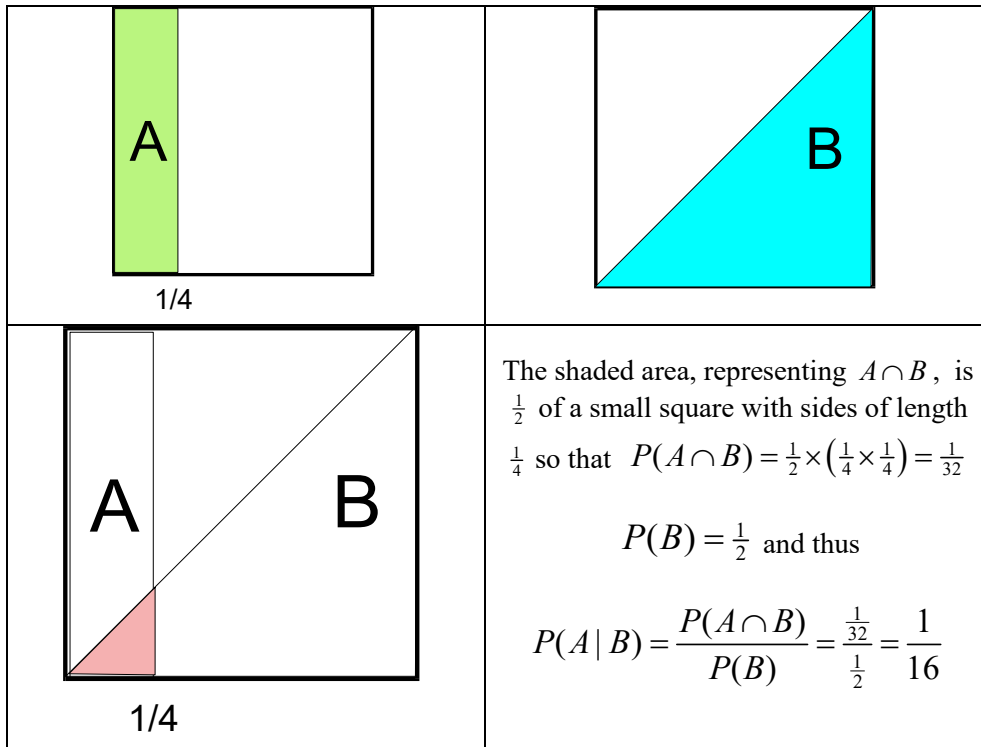 A
1/4
B
A
B
1/4
The shaded area, representing A ∩ B , is
1/2 of a small square with sides of length
1/4 so that P(A ∩ B) = 1/2 × (1/4 × 1/4) = 1/32
P(B) = 1/2 and thus
P(A | B) = P(A ∩ B) / P(B) = (1/32) / (1/2) = 1/16